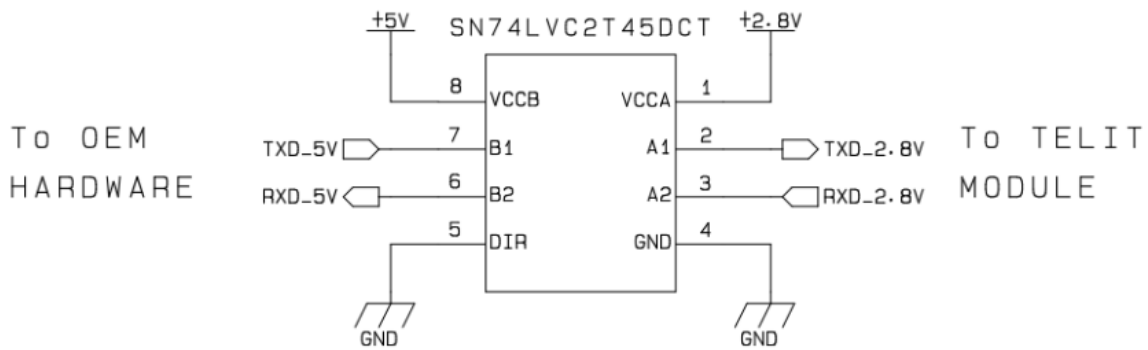 +5V
SN74LVC2T45DCT
+2.8V
8
VCCB
VCCA
1
To OEM
HARDWARE
TXD_5V
7
B1
A1
2
TXD_2.8V
To TELIT
MODULE
RXD_5V
6
B2
A2
3
RXD_2.8V
5
DIR
GND
4
GND
GND